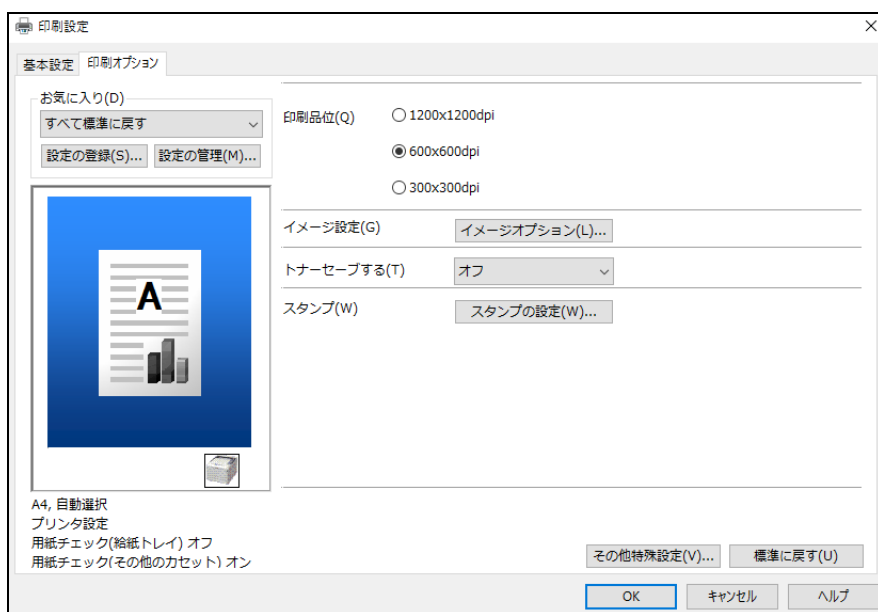 印刷設定
基本設定 印刷オプション
お気に入り(D)
すべて標準に戻す
設定の登録(S)... 設定の管理(M)...
A
A4, 自動選択
プリンタ設定
用紙チェック(給紙トレイ) オフ
用紙チェック(その他のカセット) オン
印刷品位(Q) 1200x1200dpi
600x600dpi
300x300dpi
イメージ設定(G) イメージオプション(L)...
トナーセーブする(T) オフ
スタンプ(W) スタンプの設定(W)...
その他特殊設定(V)... 標準に戻す(U)
OK キャンセル ヘルプ